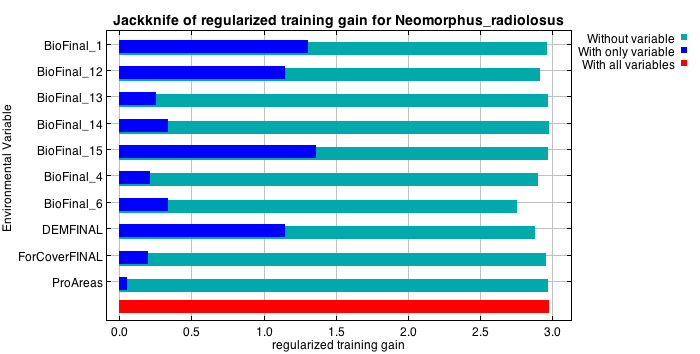 Jackknife of regularized training gain for Neomorphus_radiolosus
Without variable
With only variable
With all variables
Environmental Variable
BioFinal_1
BioFinal_12
BioFinal_13
BioFinal_14
BioFinal_15
BioFinal_4
BioFinal_6
DEMFINAL
ForCoverFINAL
ProAreas
0.0 0.5 1.0 1.5 2.0 2.5 3.0
regularized training gain